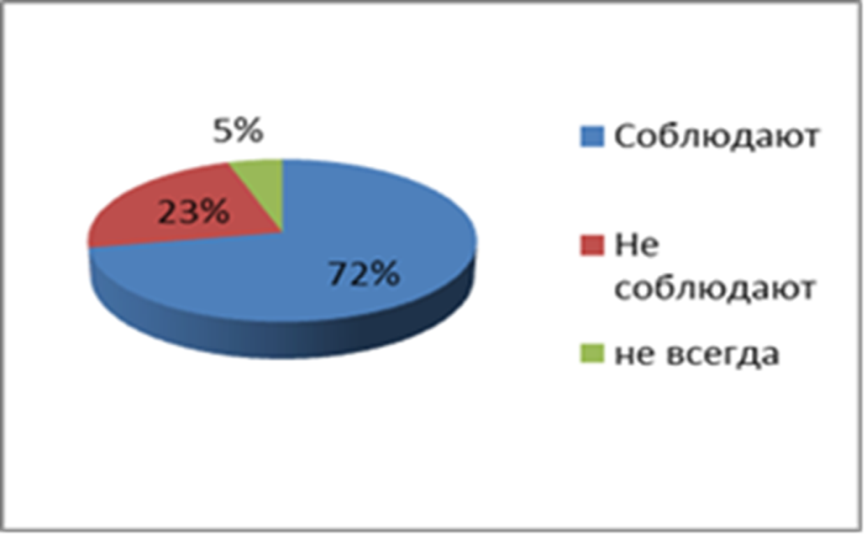 5%
23%
72%
Соблюдают
Не
соблюдают
не всегда